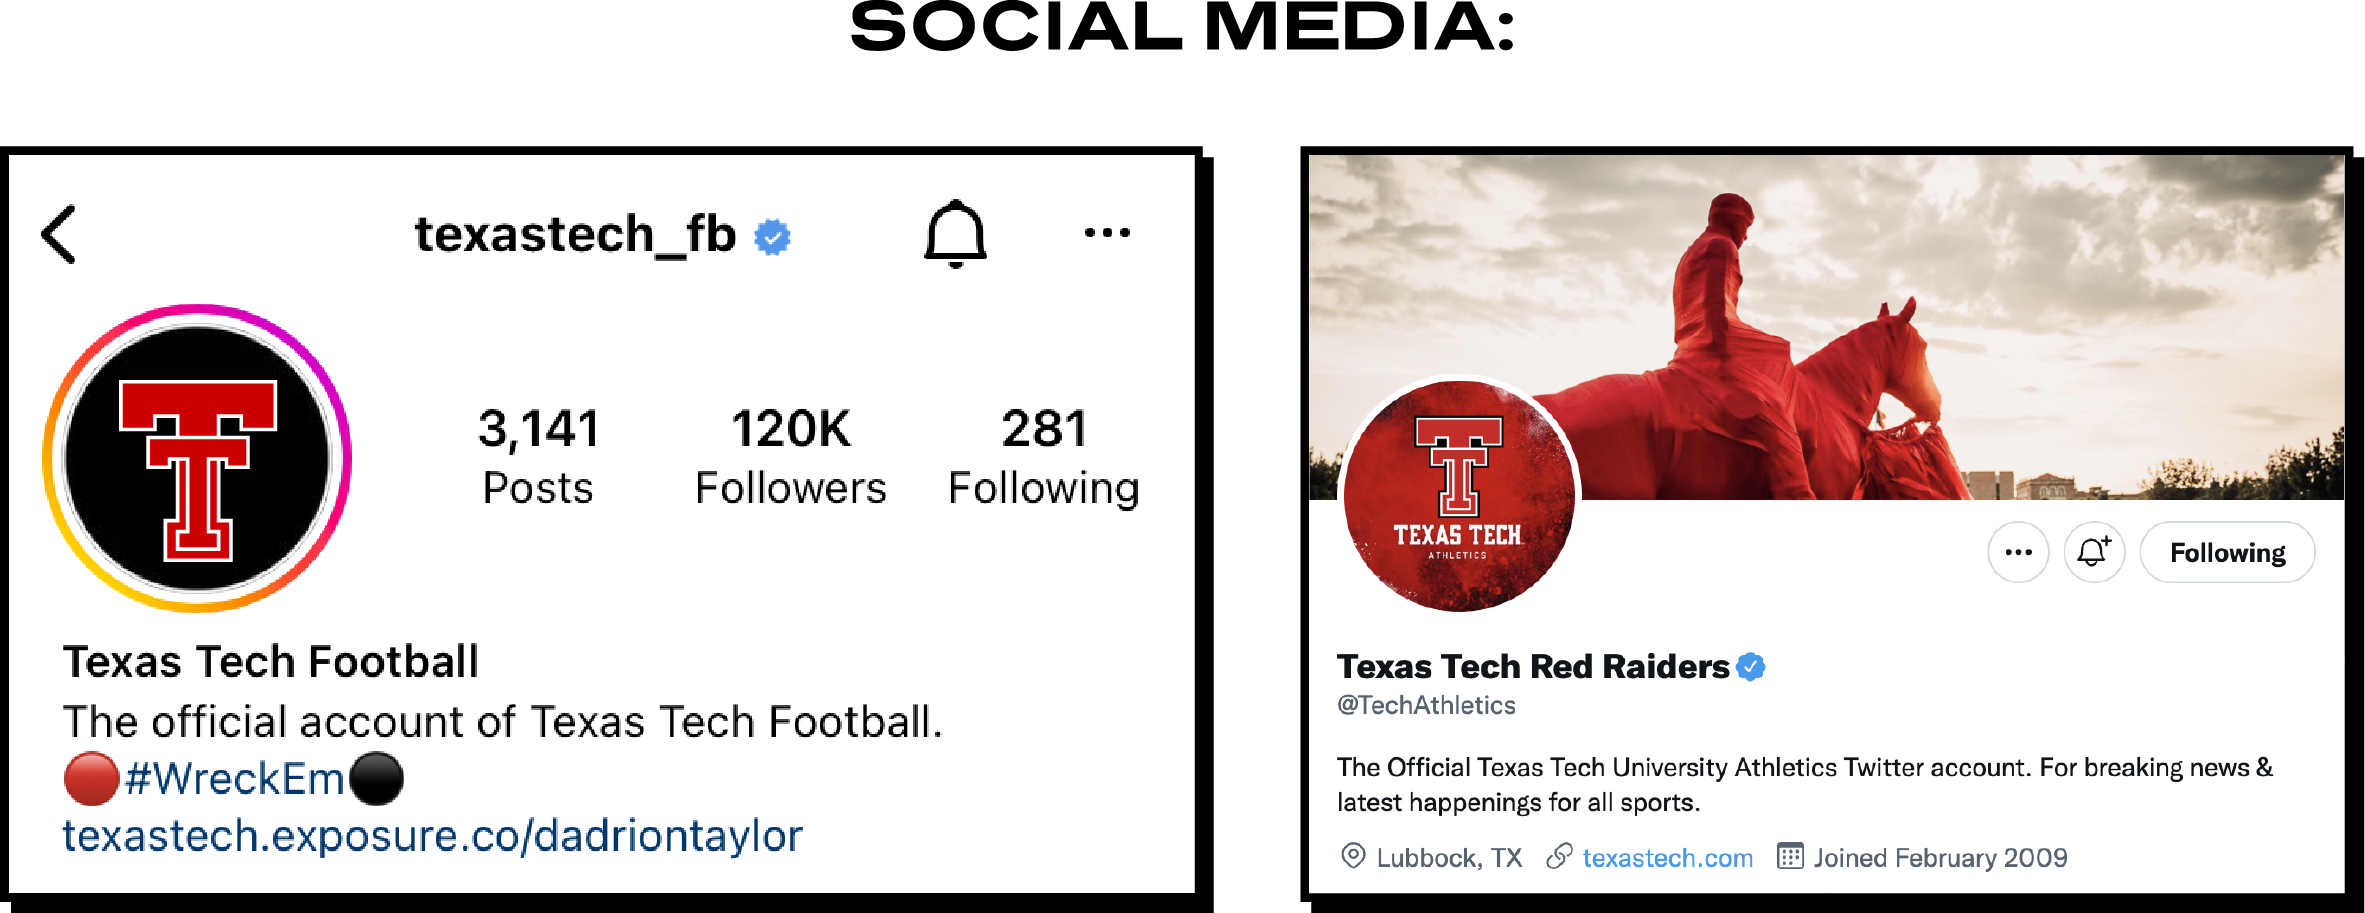 SOCIAL MEDIA:
texastech_fb
3,141 120K 281
Posts Followers Following
Texas Tech Football
The official account of Texas Tech Football.
🔴#WreckEm⚫
texastech.exposure.co/dadriontaylor
TEXAS TECH
ATHLETICS
Following
Texas Tech Red Raiders
@TechAthletics
The Official Texas Tech University Athletics Twitter account. For breaking news &
latest happenings for all sports.
Lubbock, TX texastech.com Joined February 2009